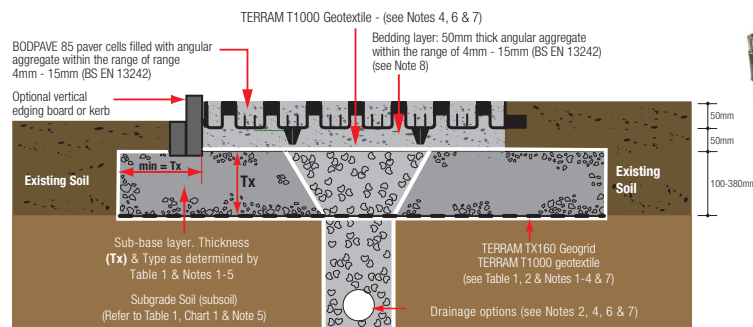 TERRAM T1000 Geotextile - (see Notes 4, 6 & 7)
BODPAVE 85 paver cells filled with angular
aggregate within the range of range
4mm - 15mm (BS EN 13242)
Bedding layer: 50mm thick angular aggregate
within the range of 4mm - 15mm (BS EN 13242)
(see Note 8)
Optional vertical
edging board or kerb
50mm
50mm
min = Tx
Existing Soil
Tx
Existing
Soil
100-380mm
Sub-base layer. Thickness
(Tx) & Type as determined by
Table 1 & Notes 1-5
TERRAM TX160 Geogrid
TERRAM T1000 geotextile
(see Table 1, 2 & Notes 1-4 & 7)
Subgrade Soil (subsoil)
(Refer to Table 1, Chart 1 & Note 5)
Drainage options (see Notes 2, 4, 6 & 7)